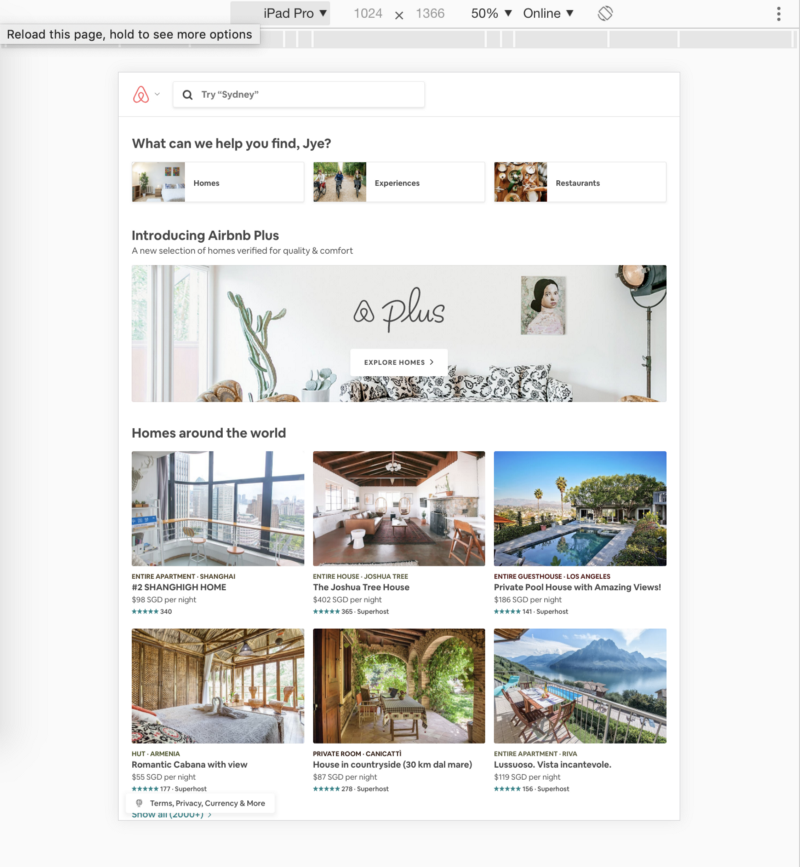 iPad Pro ▼ 1024 × 1366 50% ▼ Online ▼
Reload this page, hold to see more options
Try "Sydney"
What can we help you find, Jye?
Homes
Experiences
Restaurants
Introducing Airbnb Plus
A new selection of homes verified for quality & comfort
plus
EXPLORE HOMES >
Homes around the world
ENTIRE APARTMENT · SHANGHAI
#2 SHANGHIGH HOME
$98 SGD per night
★★★★★ 340
ENTIRE HOUSE · JOSHUA TREE
The Joshua Tree House
$402 SGD per night
★★★★★ 365 · Superhost
ENTIRE GUESTHOUSE · LOS ANGELES
Private Pool House with Amazing Views!
$186 SGD per night
★★★★★ 141 · Superhost
HUT · ARMENIA
Romantic Cabana with view
$55 SGD per night
★★★★★ 177 · Superhost
PRIVATE ROOM · CANICATTÌ
House in countryside (30 km dal mare)
$87 SGD per night
★★★★★ 278 · Superhost
ENTIRE APARTMENT · RIVA
Lussuoso. Vista incantevole.
$119 SGD per night
★★★★★ 156 · Superhost
Terms, Privacy, Currency & More
Show all (2000+) >